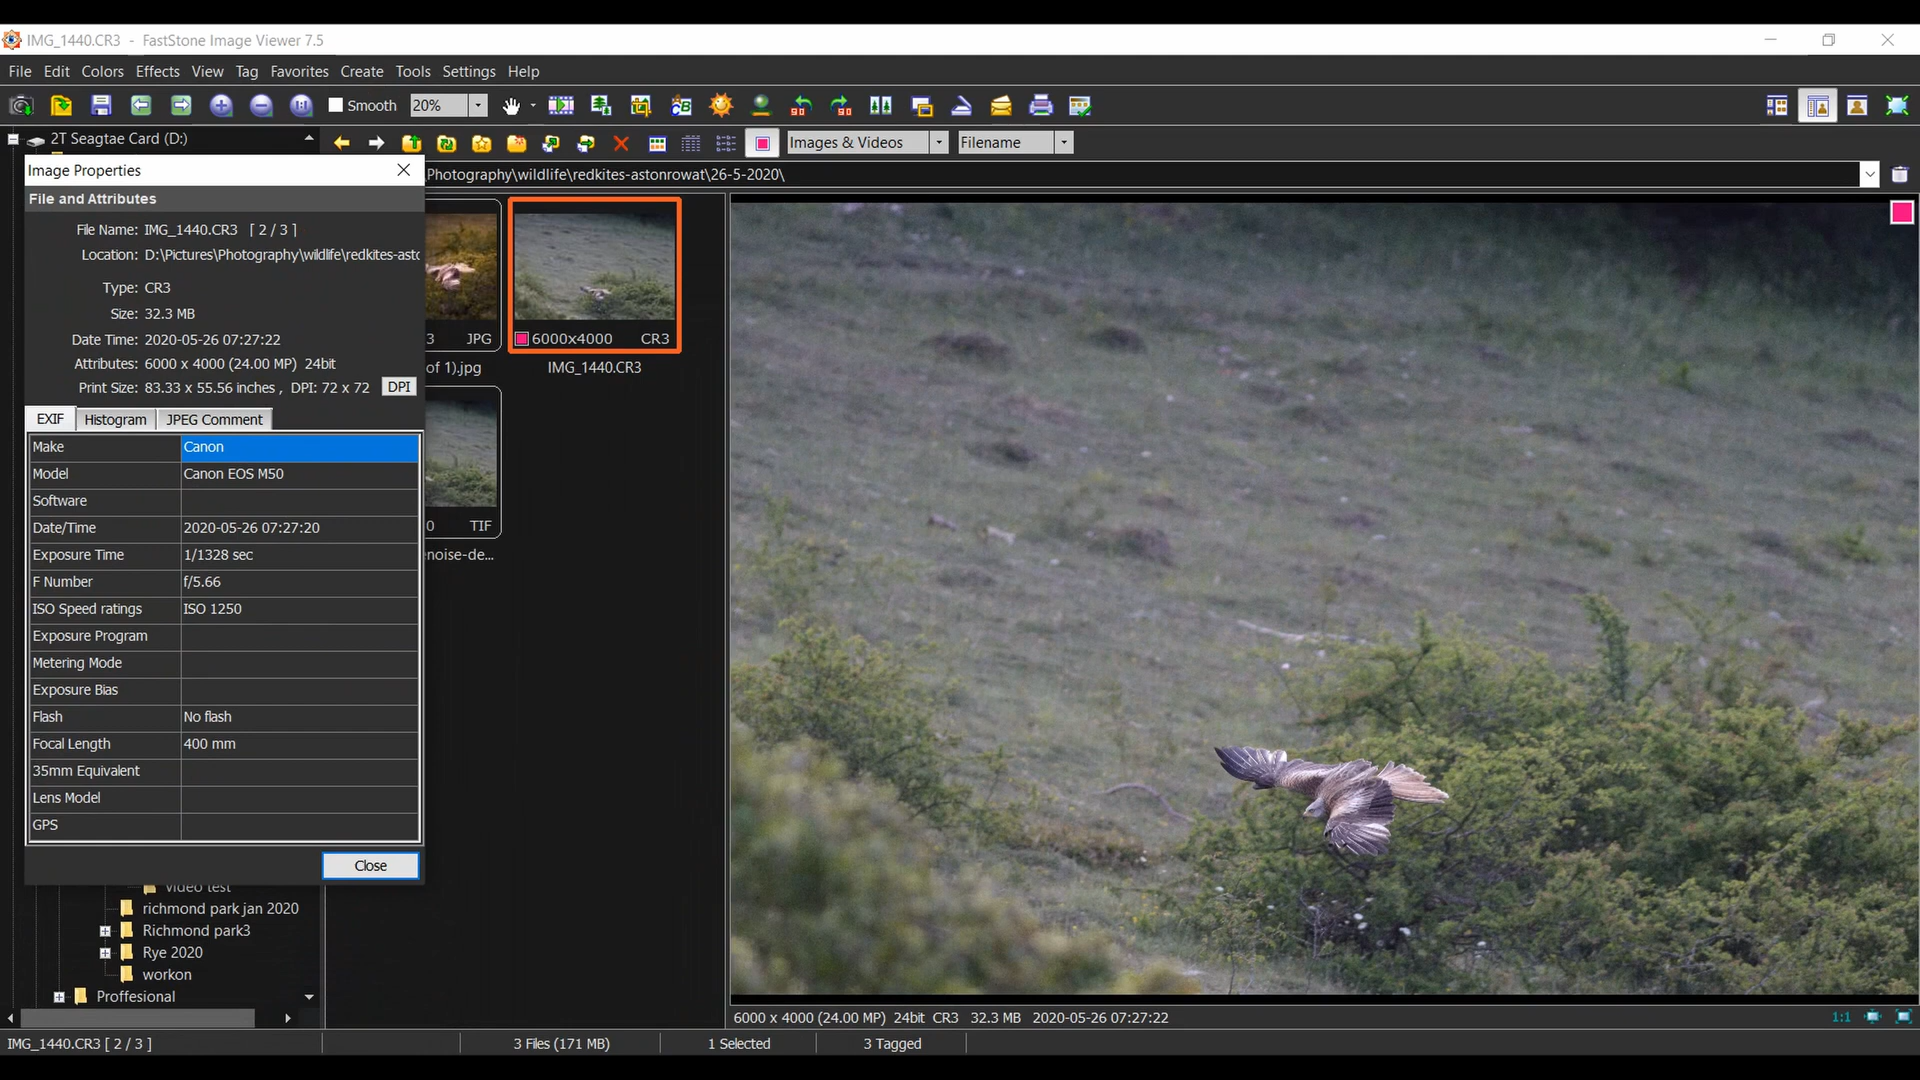 IMG_1440.CR3 - FastStone Image Viewer 7.5
File Edit Colors Effects View Tag Favorites Create Tools Settings Help
Smooth 20%
2T Seagtae Card (D:)
Images & Videos Filename
Image Properties
\Photography\wildlife\redkites-astonrowat\26-5-2020\
File and Attributes
File Name: IMG_1440.CR3 [ 2 / 3 ]
Location: D:\Pictures\Photography\wildlife\redkites-asto
Type: CR3
Size: 32.3 MB
Date Time: 2020-05-26 07:27:22
Attributes: 6000 x 4000 (24.00 MP) 24bit
Print Size: 83.33 x 55.56 inches , DPI: 72 x 72 DPI
EXIF Histogram JPEG Comment
Make Canon
Model Canon EOS M50
Software
Date/Time 2020-05-26 07:27:20
Exposure Time 1/1328 sec
F Number f/5.66
ISO Speed ratings ISO 1250
Exposure Program
Metering Mode
Exposure Bias
Flash No flash
Focal Length 400 mm
35mm Equivalent
Lens Model
GPS
Close
3 JPG
of 1).jpg
6000x4000 CR3
IMG_1440.CR3
0 TIF
enoise-de...
video test
richmond park jan 2020
Richmond park3
Rye 2020
workon
Proffesional
6000 x 4000 (24.00 MP) 24bit CR3 32.3 MB 2020-05-26 07:27:22
1:1
IMG_1440.CR3 [ 2 / 3 ]
3 Files (171 MB)
1 Selected
3 Tagged